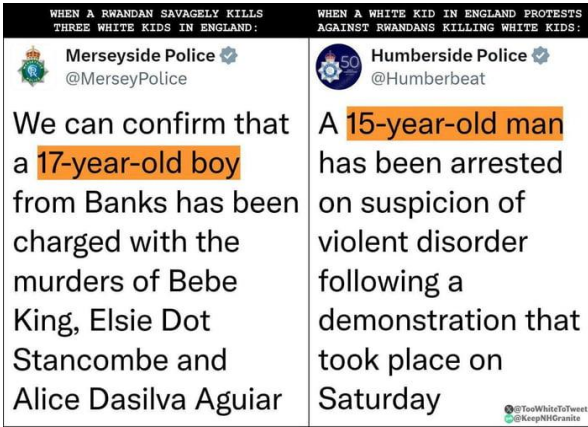 WHEN A RWANDAN SAVAGELY KILLS
THREE WHITE KIDS IN ENGLAND:
Merseyside Police
@MerseyPolice
We can confirm that
a 17-year-old boy
from Banks has been
charged with the
murders of Bebe
King, Elsie Dot
Stancombe and
Alice Dasilva Aguiar
WHEN A WHITE KID IN ENGLAND PROTESTS
AGAINST RWANDANS KILLING WHITE KIDS:
50
Humberside Police
@Humberbeat
A 15-year-old man
has been arrested
on suspicion of
violent disorder
following a
demonstration that
took place on
Saturday
@TooWhiteToTweet
@KeepNHGranite